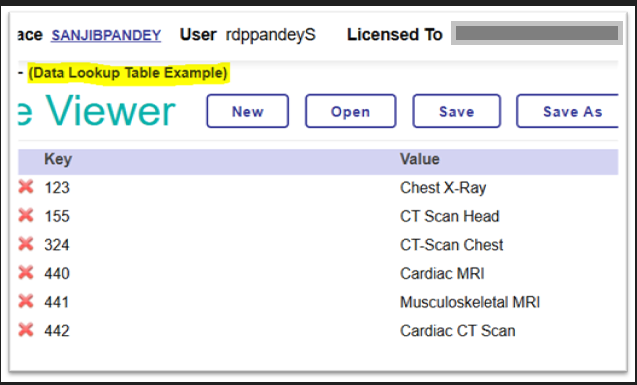 ace SANJIBPANDEY User rdppandeyS Licensed To
- (Data Lookup Table Example)
e Viewer New Open Save Save As
Key Value
123 Chest X-Ray
155 CT Scan Head
324 CT-Scan Chest
440 Cardiac MRI
441 Musculoskeletal MRI
442 Cardiac CT Scan